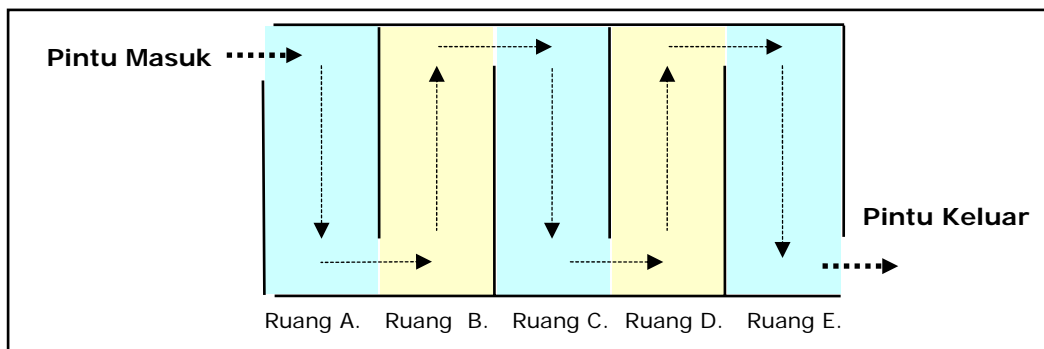 Pintu Masuk
Pintu Keluar
Ruang A. Ruang B. Ruang C. Ruang D. Ruang E.